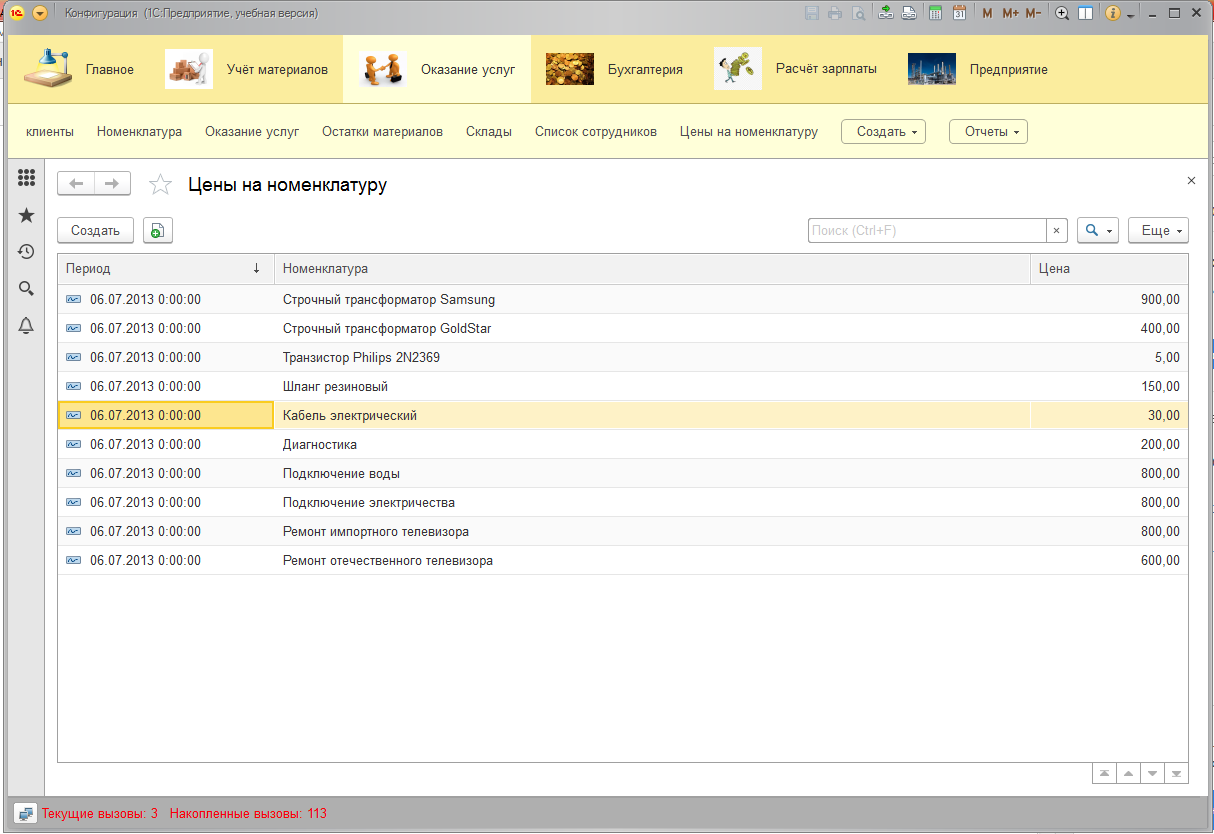 Конфигурация (1С:Предприятие, учебная версия)
31 M M+ M-
Главное Учёт материалов Оказание услуг Бухгалтерия Расчёт зарплаты Предприятие
клиенты Номенклатура Оказание услуг Остатки материалов Склады Список сотрудников Цены на номенклатуру Создать Отчеты
Цены на номенклатуру
Создать Поиск (Ctrl+F) Еще
Период Номенклатура Цена
06.07.2013 0:00:00 Строчный трансформатор Samsung 900,00
06.07.2013 0:00:00 Строчный трансформатор GoldStar 400,00
06.07.2013 0:00:00 Транзистор Philips 2N2369 5,00
06.07.2013 0:00:00 Шланг резиновый 150,00
06.07.2013 0:00:00 Кабель электрический 30,00
06.07.2013 0:00:00 Диагностика 200,00
06.07.2013 0:00:00 Подключение воды 800,00
06.07.2013 0:00:00 Подключение электричества 800,00
06.07.2013 0:00:00 Ремонт импортного телевизора 800,00
06.07.2013 0:00:00 Ремонт отечественного телевизора 600,00
Текущие вызовы: 3 Накопленные вызовы: 113